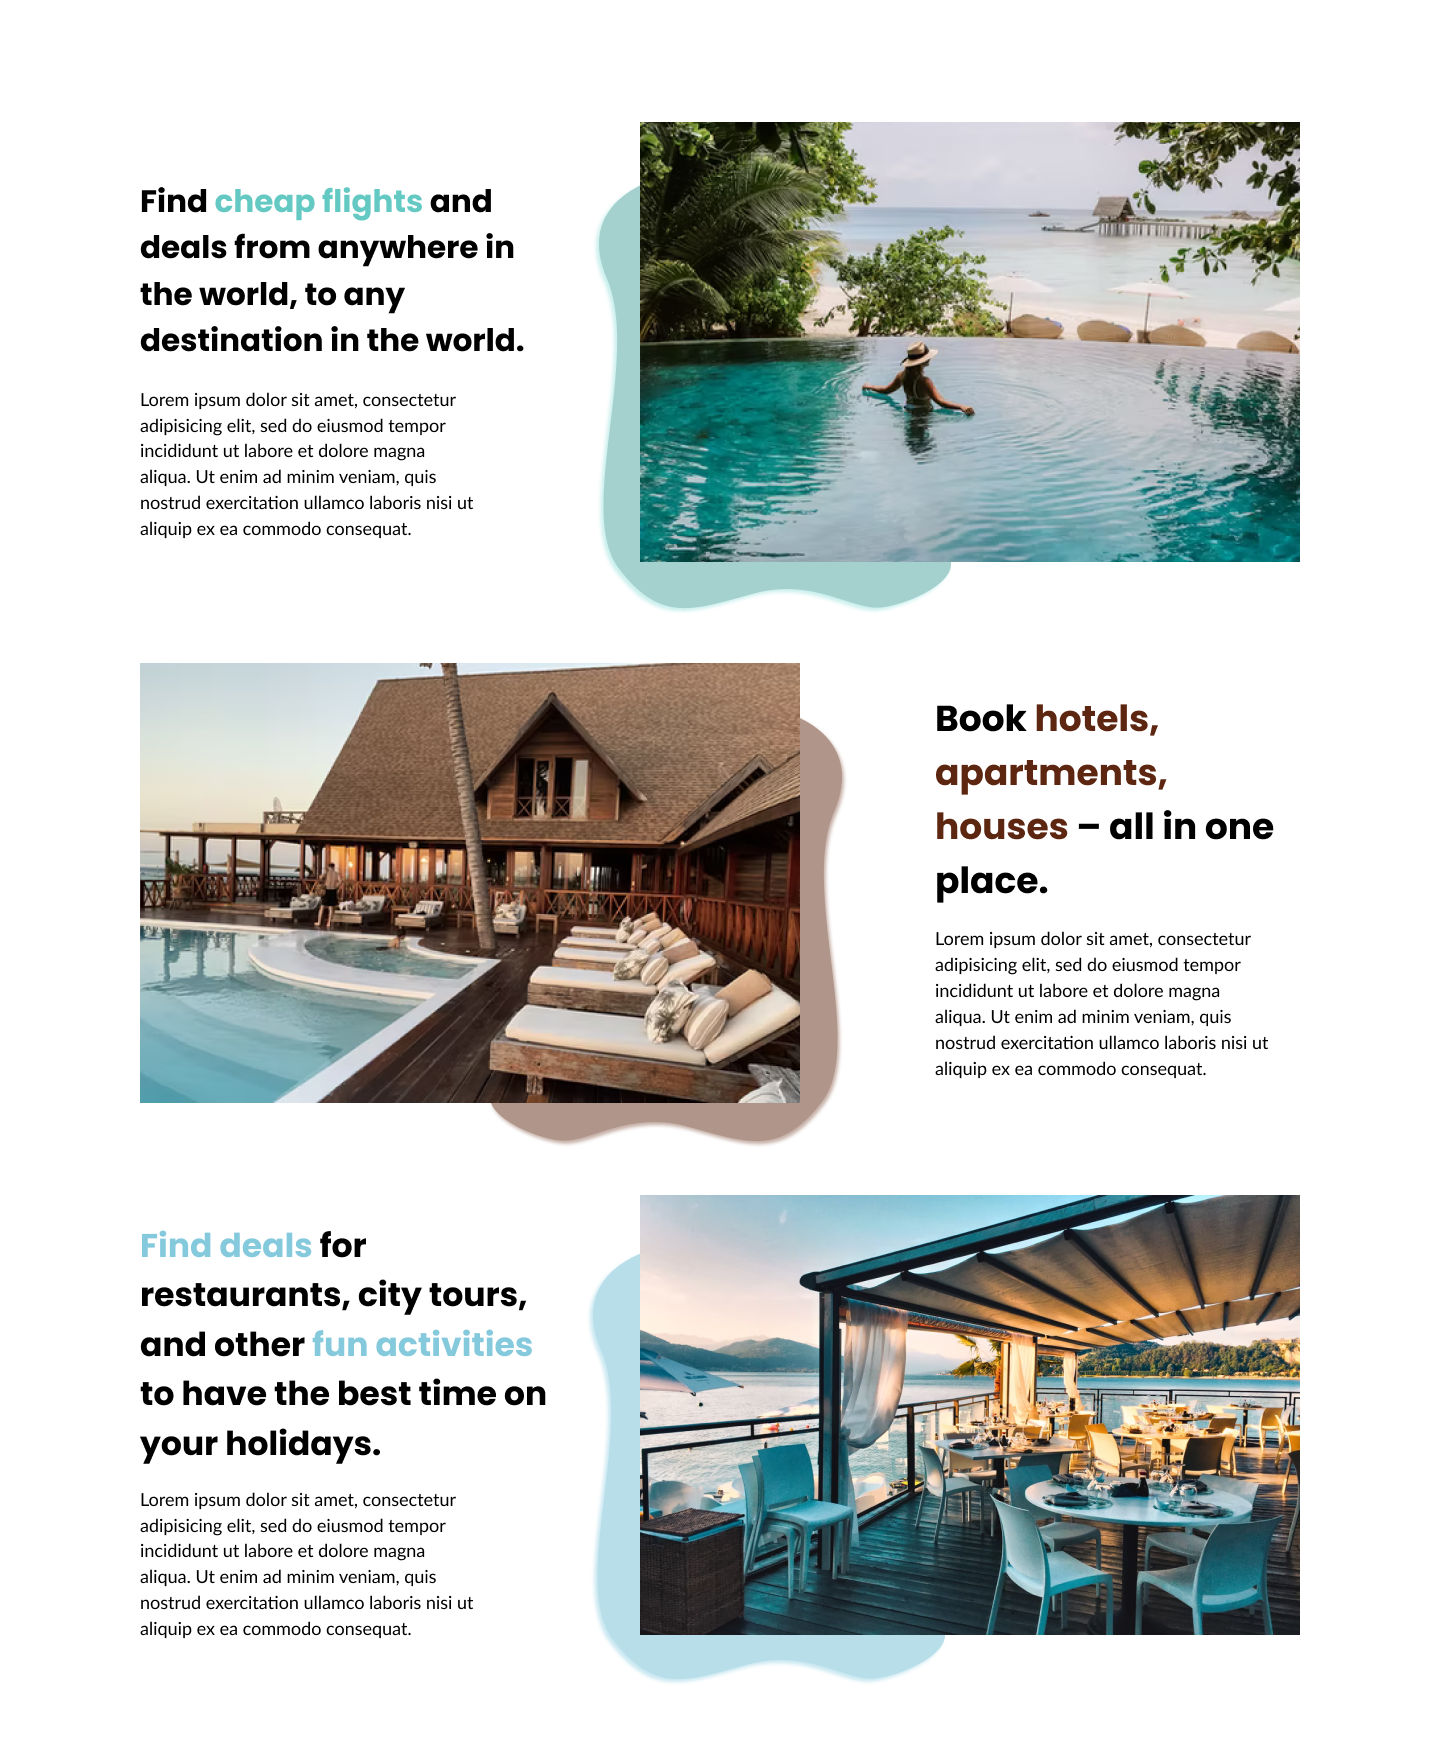 Find cheap flights and
deals from anywhere in
the world, to any
destination in the world.
Lorem ipsum dolor sit amet, consectetur
adipisicing elit, sed do eiusmod tempor
incididunt ut labore et dolore magna
aliqua. Ut enim ad minim veniam, quis
nostrud exercitation ullamco laboris nisi ut
aliquip ex ea commodo consequat.
Book hotels,
apartments,
houses – all in one
place.
Lorem ipsum dolor sit amet, consectetur
adipisicing elit, sed do eiusmod tempor
incididunt ut labore et dolore magna
aliqua. Ut enim ad minim veniam, quis
nostrud exercitation ullamco laboris nisi ut
aliquip ex ea commodo consequat.
Find deals for
restaurants, city tours,
and other fun activities
to have the best time on
your holidays.
Lorem ipsum dolor sit amet, consectetur
adipisicing elit, sed do eiusmod tempor
incididunt ut labore et dolore magna
aliqua. Ut enim ad minim veniam, quis
nostrud exercitation ullamco laboris nisi ut
aliquip ex ea commodo consequat.